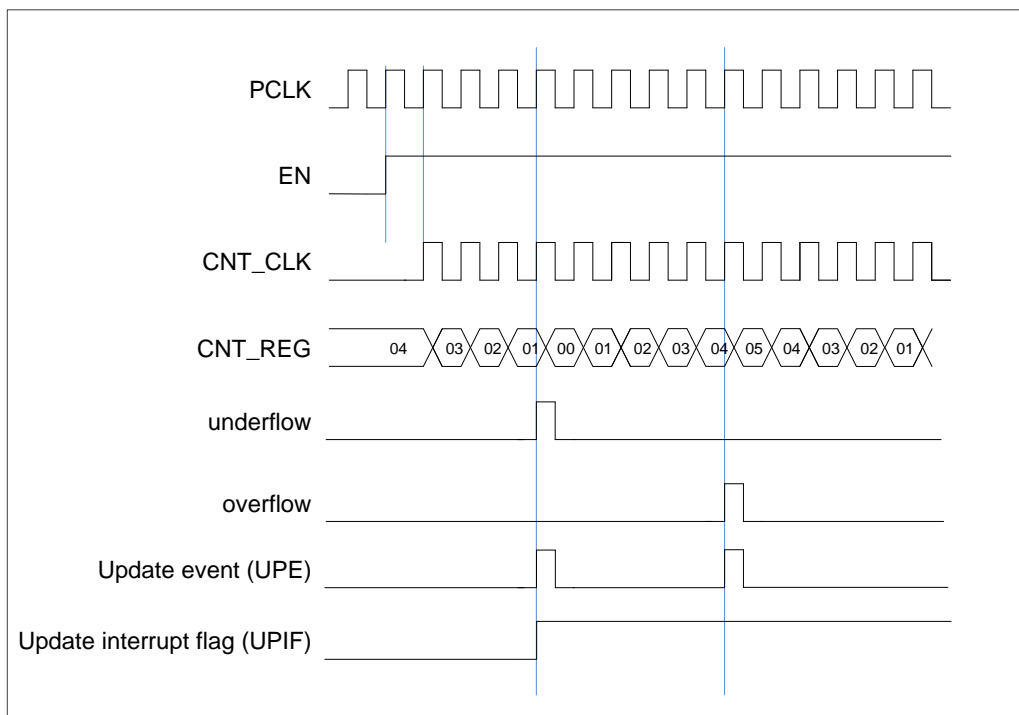 PCLK
EN
CNT_CLK
CNT_REG 04 03 02 01 00 01 02 03 04 05 04 03 02 01
underflow
overflow
Update event (UPE)
Update interrupt flag (UPIF)